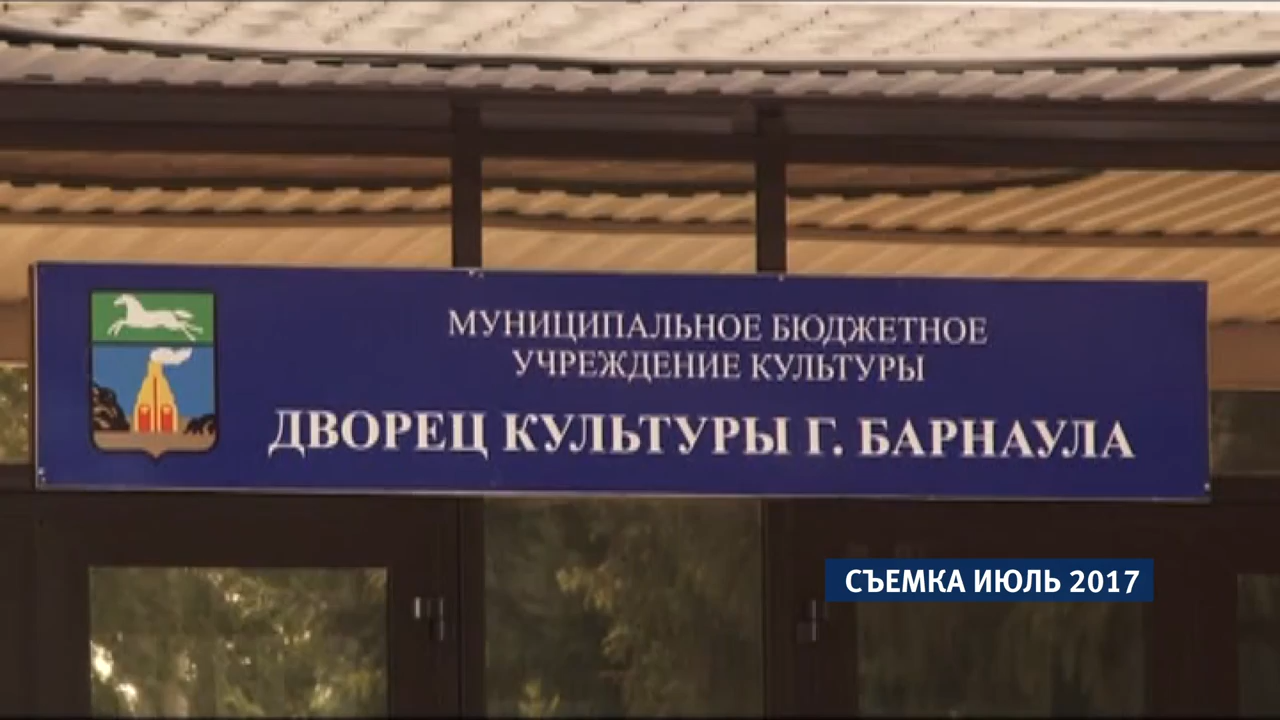 МУНИЦИПАЛЬНОЕ БЮДЖЕТНОЕ
УЧРЕЖДЕНИЕ КУЛЬТУРЫ
ДВОРЕЦ КУЛЬТУРЫ Г. БАРНАУЛА
СЪЕМКА ИЮЛЬ 2017